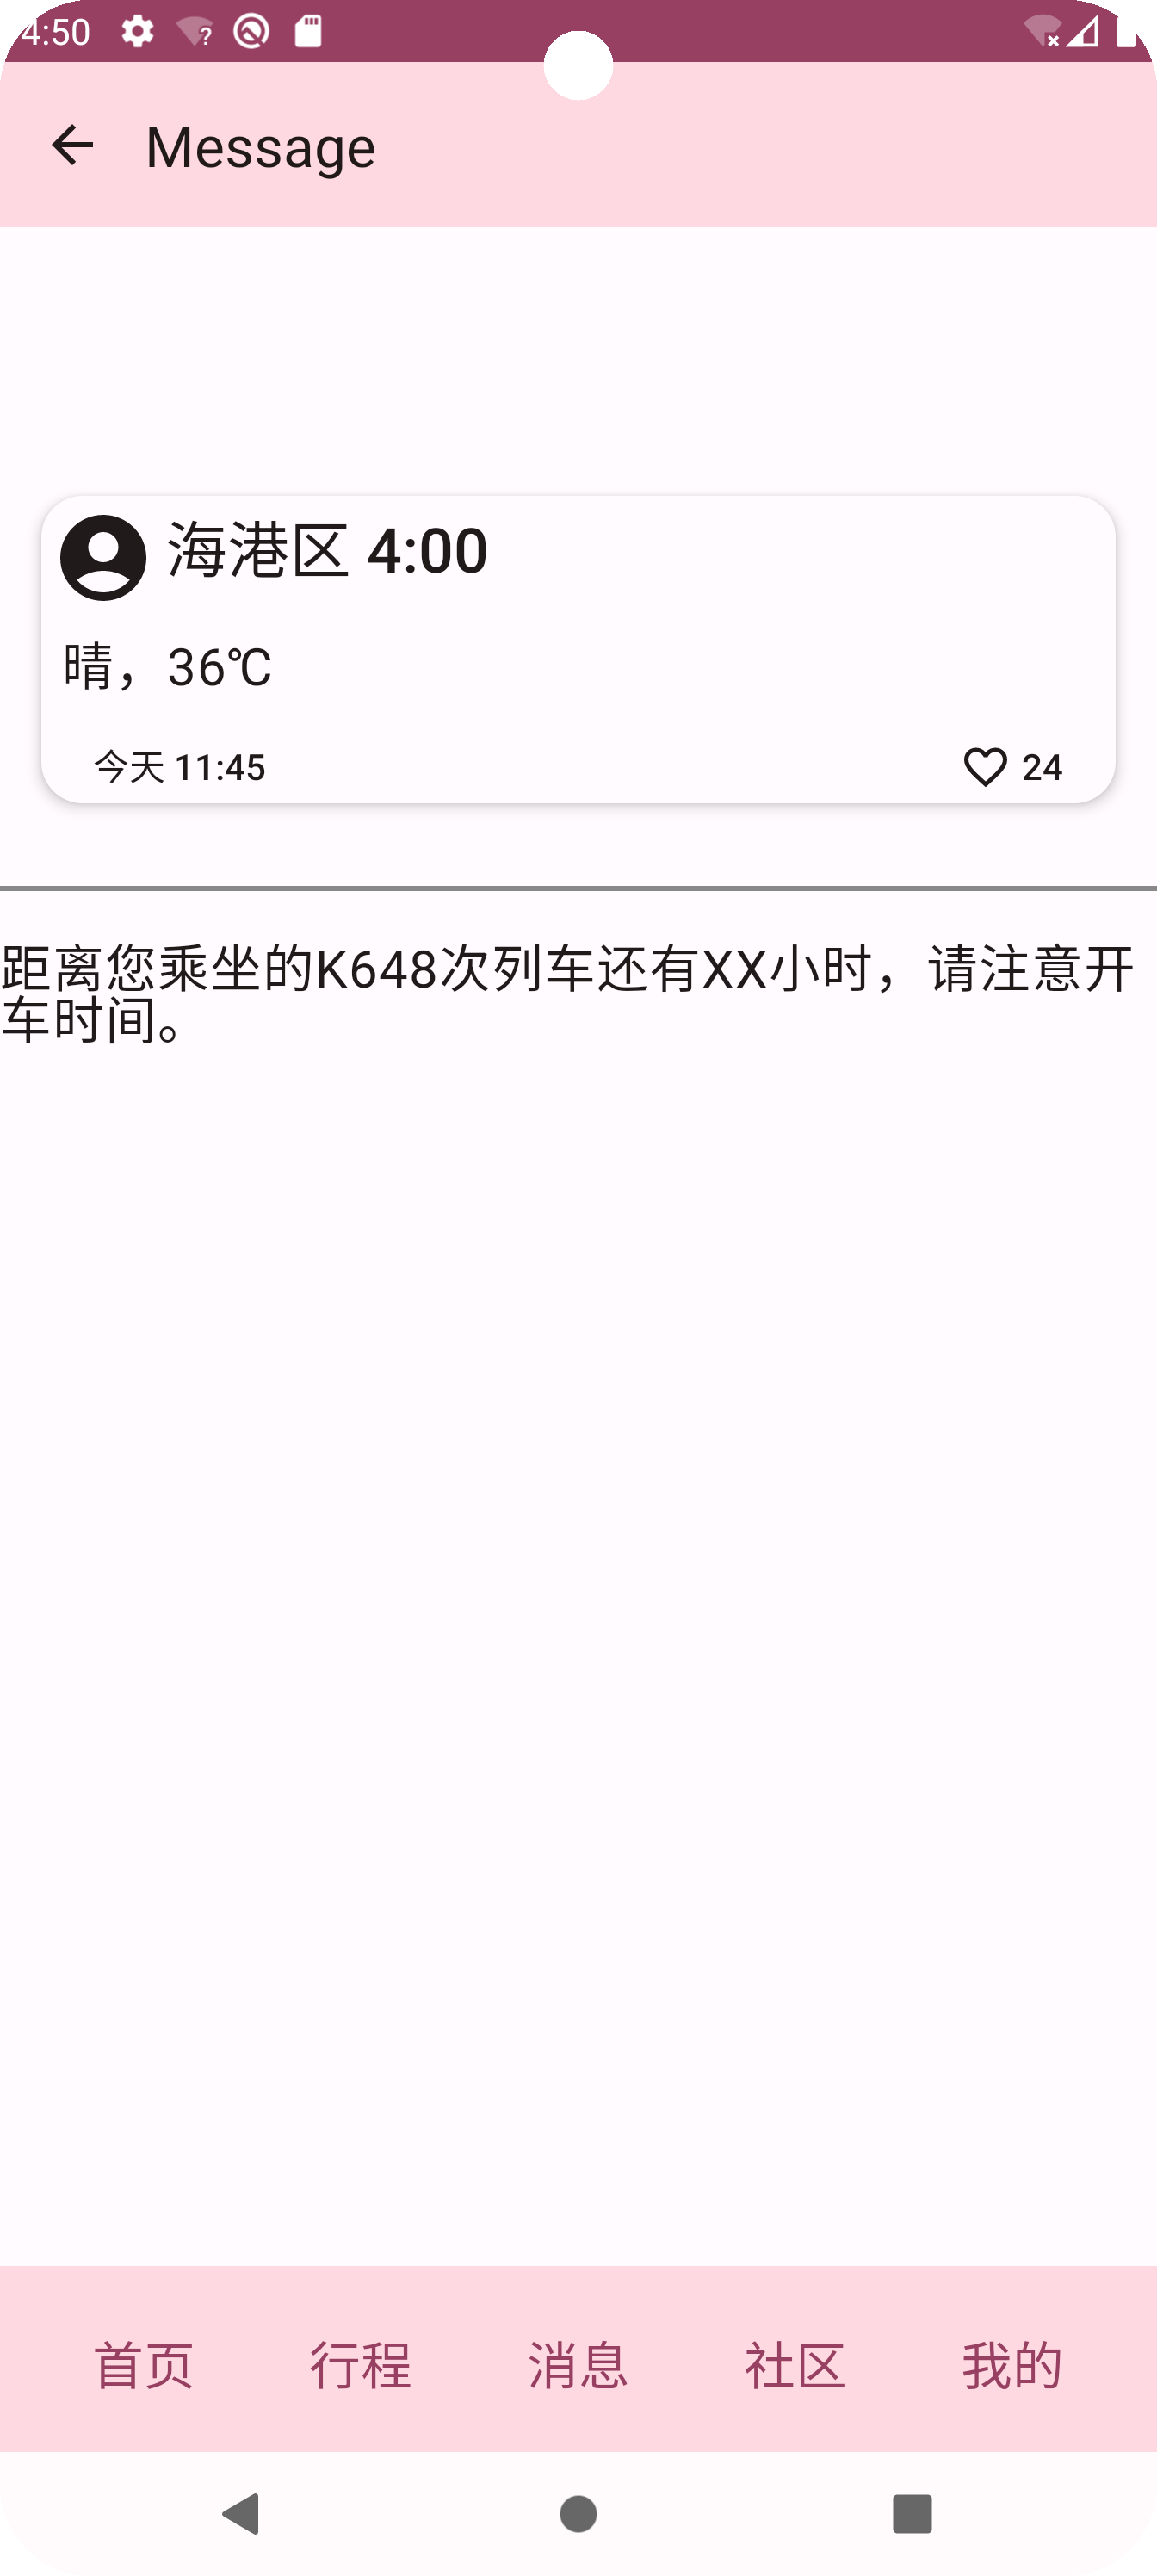 4:50
Message
海港区 4:00
晴，36℃
今天 11:45
24
距离您乘坐的K648次列车还有XX小时，请注意开
车时间。
首页 行程 消息 社区 我的